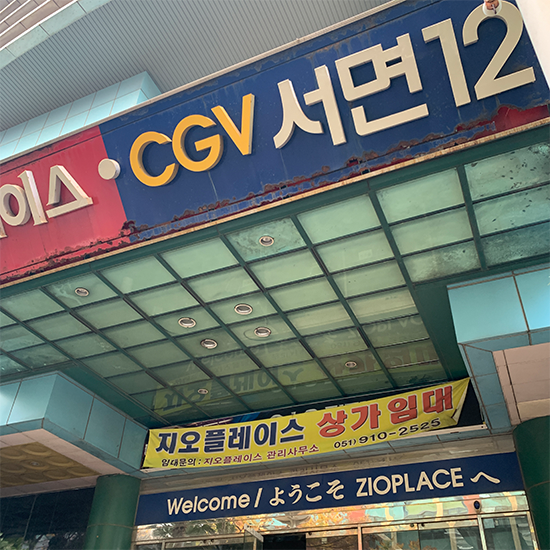 이스 · CGV 서면12
지오플레이스 상가임대
임대문의 : 지오플레이스 관리사무소 051) 910-2525
Welcome / ようこそ ZIOPLACE へ